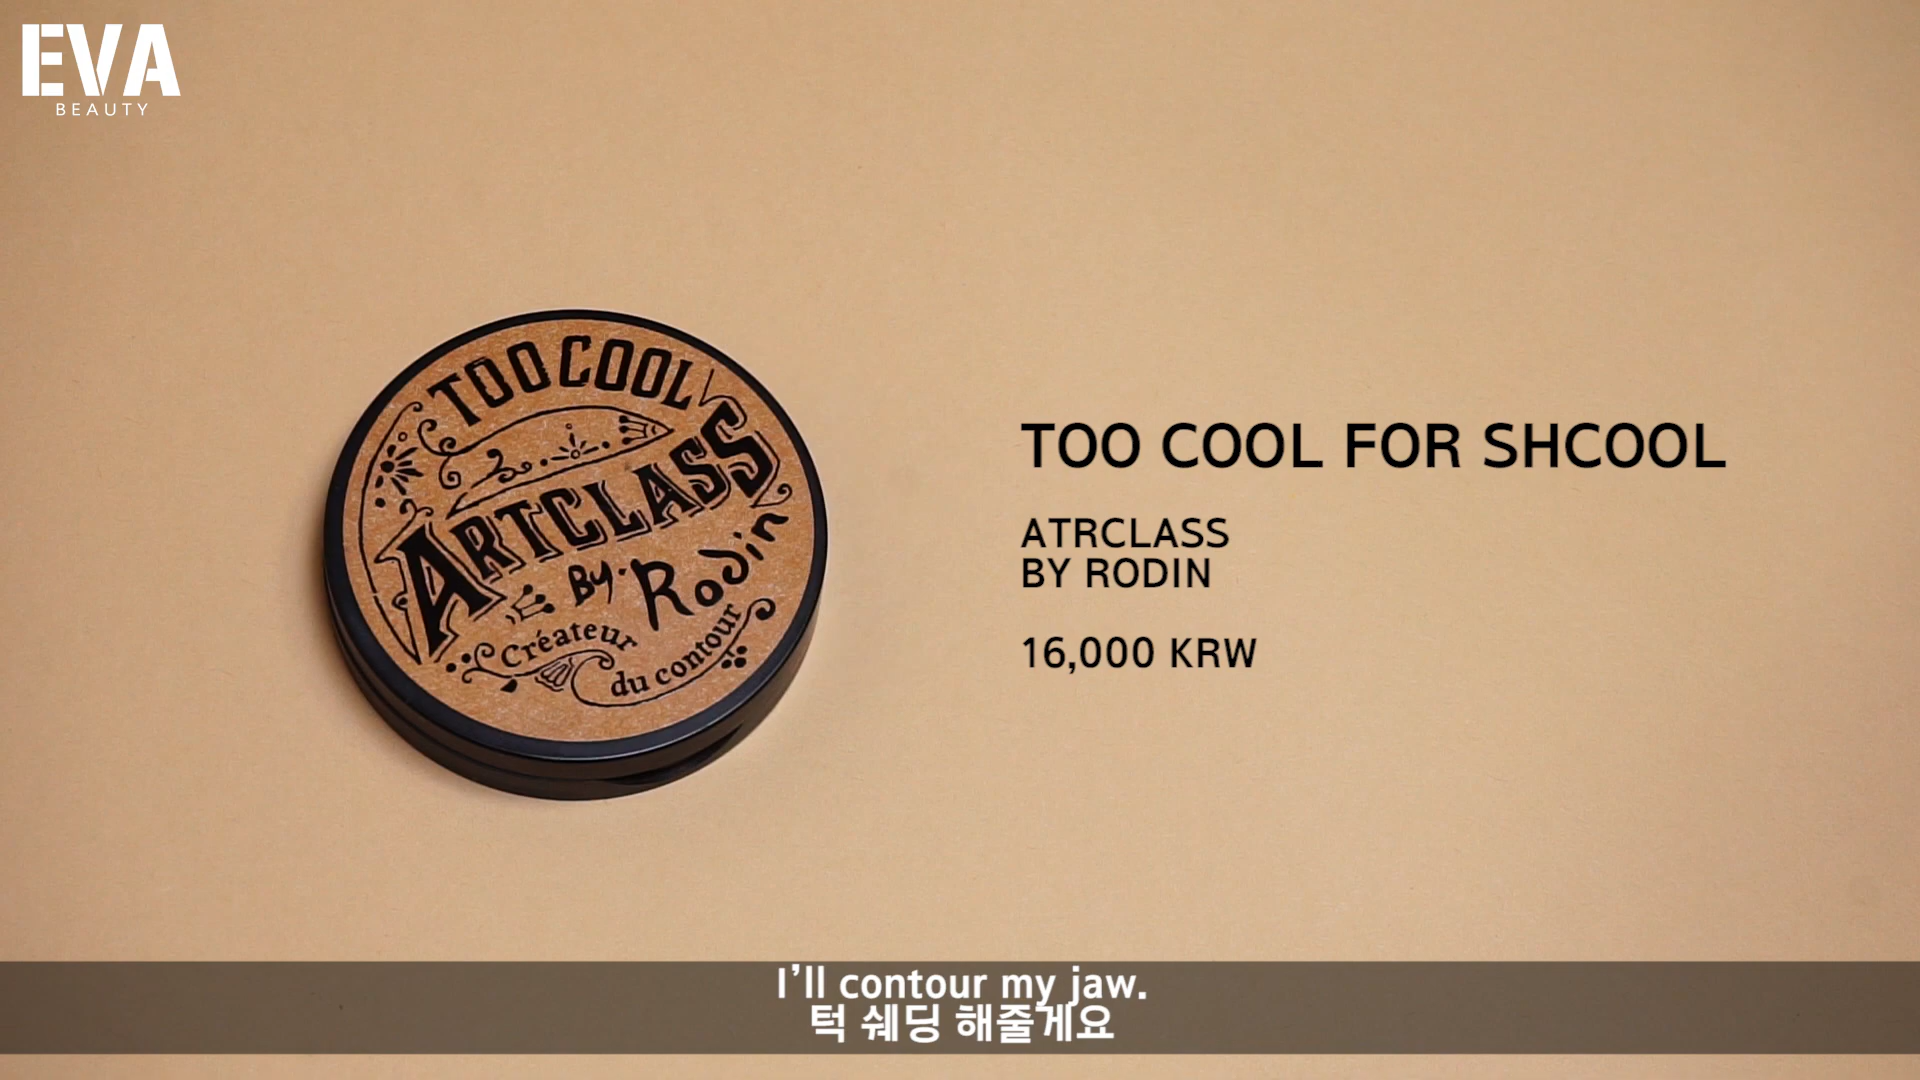 EVA
BEAUTY
TOO COOL
ARTCLASS
By. Rodin
Créateur
du contour
TOO COOL FOR SHCOOL
ATRCLASS
BY RODIN
16,000 KRW
I'll contour my jaw.
턱 쉐딩 해줄게요